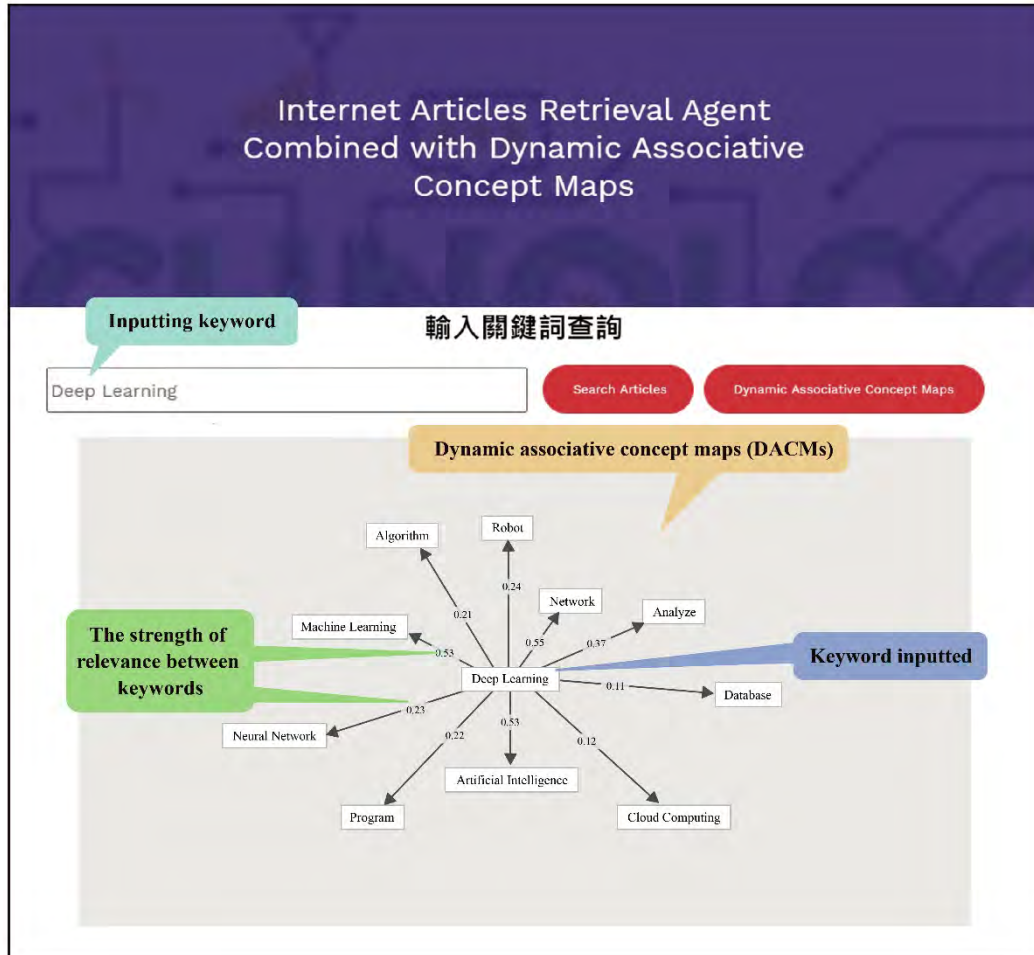 Internet Articles Retrieval Agent
Combined with Dynamic Associative
Concept Maps
Inputting keyword
輸入關鍵詞查詢
Deep Learning
Search Articles
Dynamic Associative Concept Maps
Dynamic associative concept maps (DACMs)
Robot
Algorithm
0.24
Network
Analyze
0.21
Machine Learning
0.55
0.37
The strength of
relevance between
keywords
0.53
Keyword inputted
Deep Learning
0.11
Database
0.23
Neural Network
0.22
0.53
0.12
Artificial Intelligence
Program
Cloud Computing